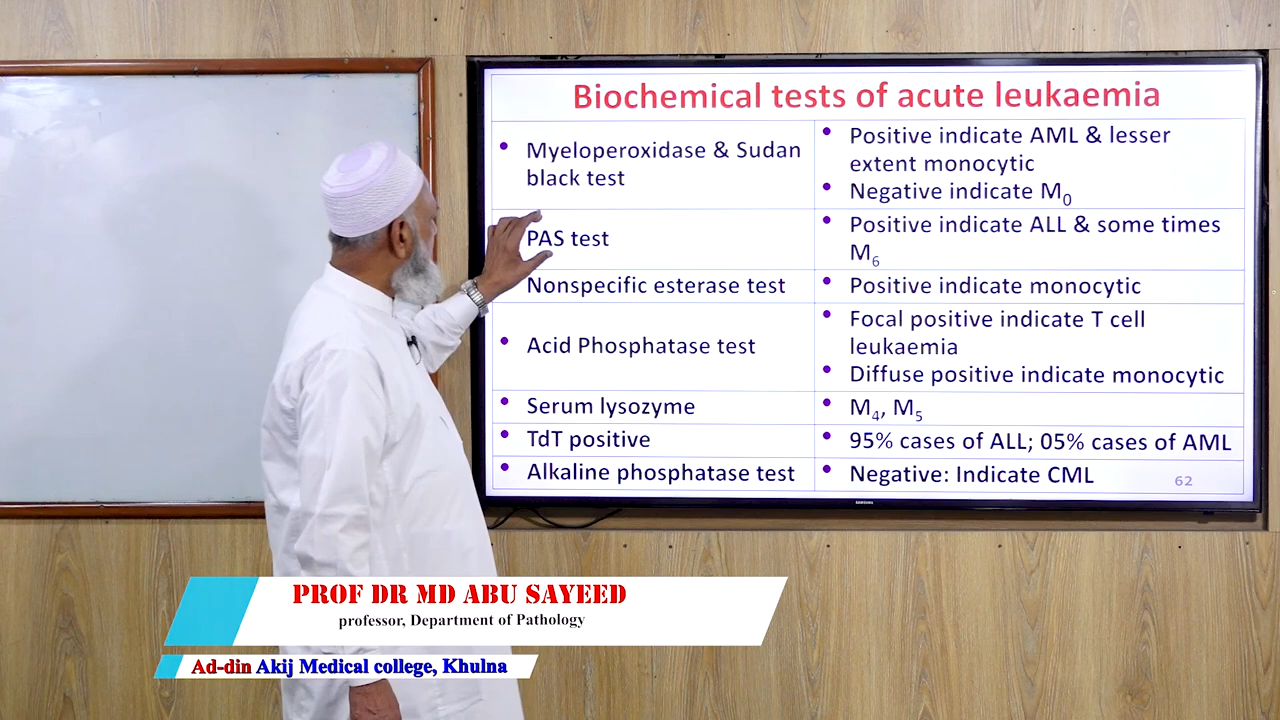 Biochemical tests of acute leukaemia
• Myeloperoxidase & Sudan
black test
• Positive indicate AML & lesser
extent monocytic
• Negative indicate M₀
PAS test
• Positive indicate ALL & some times
M₆
Nonspecific esterase test
• Positive indicate monocytic
• Acid Phosphatase test
• Focal positive indicate T cell
leukaemia
• Diffuse positive indicate monocytic
• Serum lysozyme
• M₄, M₅
• TdT positive
• 95% cases of ALL; 05% cases of AML
• Alkaline phosphatase test
• Negative: Indicate CML
62
SAMSUNG
PROF DR MD ABU SAYEED
professor, Department of Pathology
Ad-din Akij Medical college, Khulna